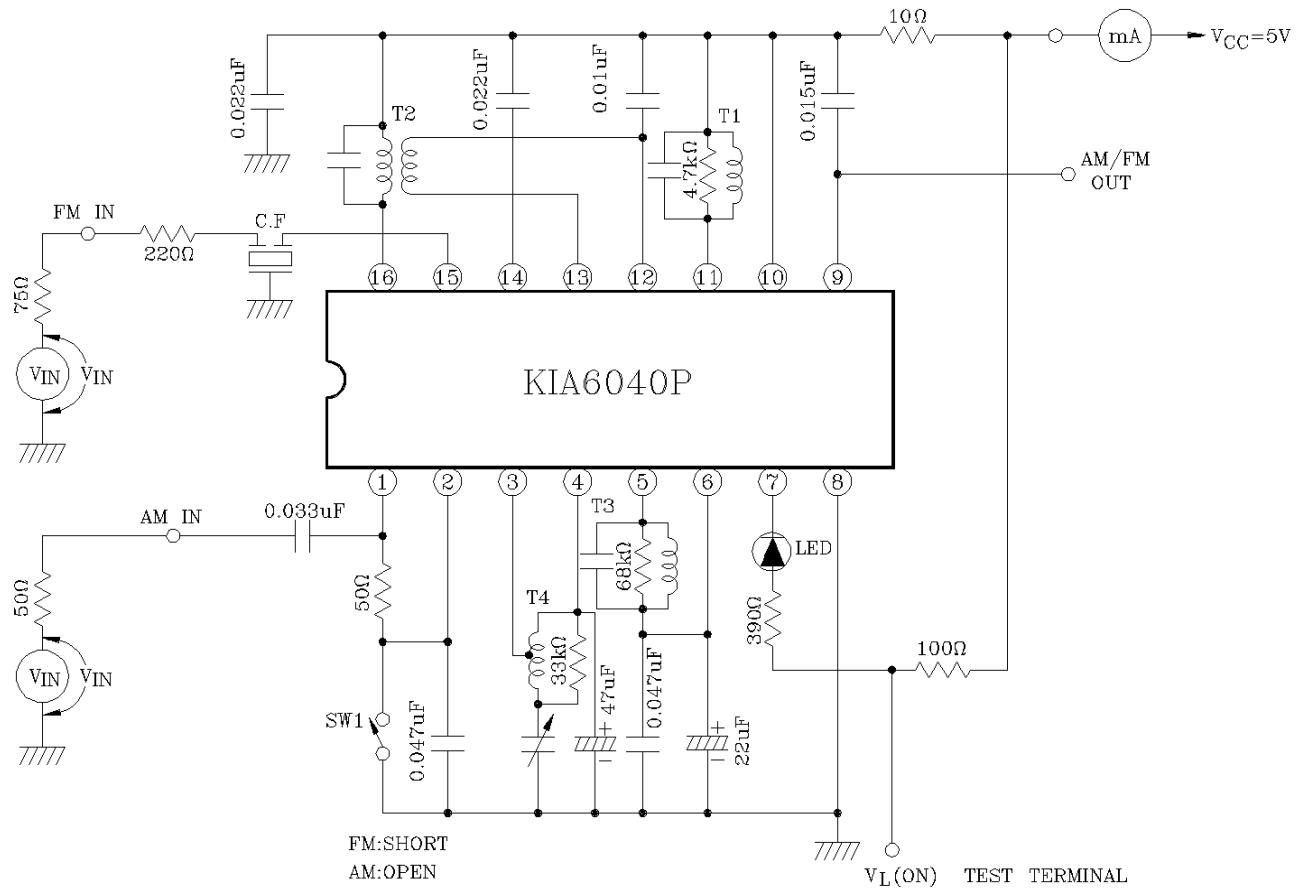 10Ω
mA
VCC=5V
0.022uF
T2
0.022uF
0.01uF
T1
4.7kΩ
0.015uF
AM/FM
OUT
FM IN
220Ω
C.F
75Ω
VIN
VIN
16
15
14
13
12
11
10
9
KIA6040P
1
2
3
4
5
6
7
8
AM IN
0.033uF
50Ω
VIN
VIN
50Ω
SW1
0.047uF
T4
33kΩ
47uF
T3
68kΩ
0.047uF
22uF
LED
390Ω
100Ω
+
-
+
-
FM:SHORT
AM:OPEN
VL(ON) TEST TERMINAL